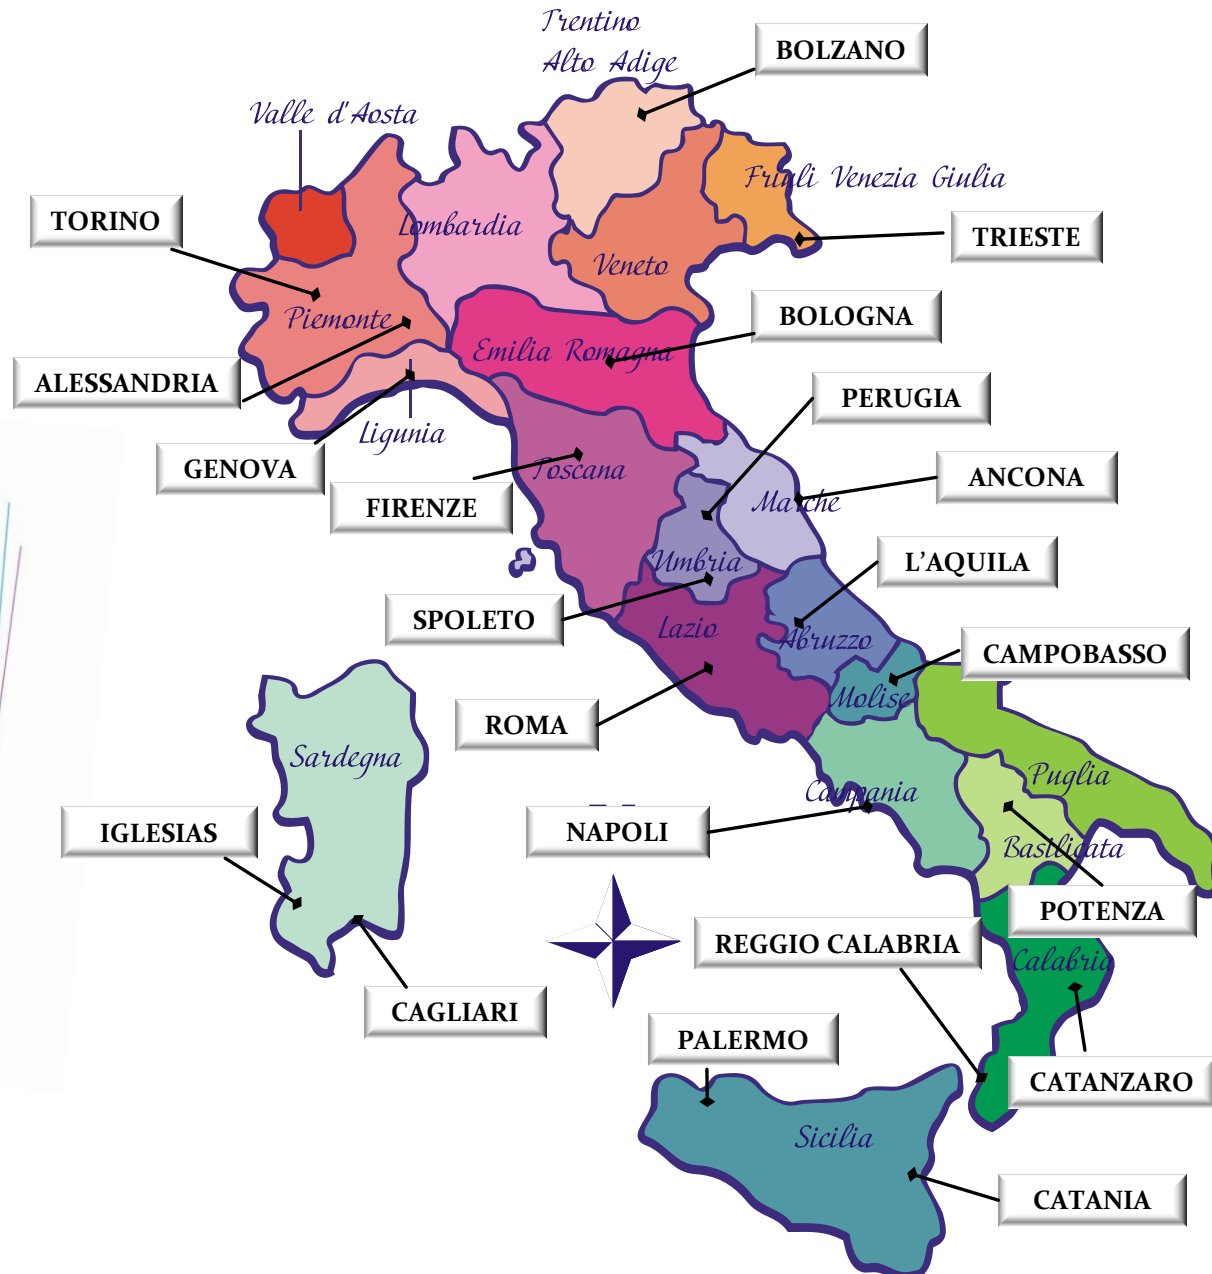 Trentino
Alto Adige
BOLZANO
Valle d'Aosta
Friuli Venezia Giulia
TORINO
Lombardia
TRIESTE
Veneto
Piemonte
BOLOGNA
Emilia Romagna
ALESSANDRIA
PERUGIA
Ligunia
GENOVA
Toscana
ANCONA
FIRENZE
Marche
L'AQUILA
Umbria
SPOLETO
Lazio
Abruzzo
CAMPOBASSO
Molise
ROMA
Sardegna
Puglia
Campania
IGLESIAS
NAPOLI
Basilicata
POTENZA
REGGIO CALABRIA
Calabria
CAGLIARI
PALERMO
CATANZARO
Sicilia
CATANIA